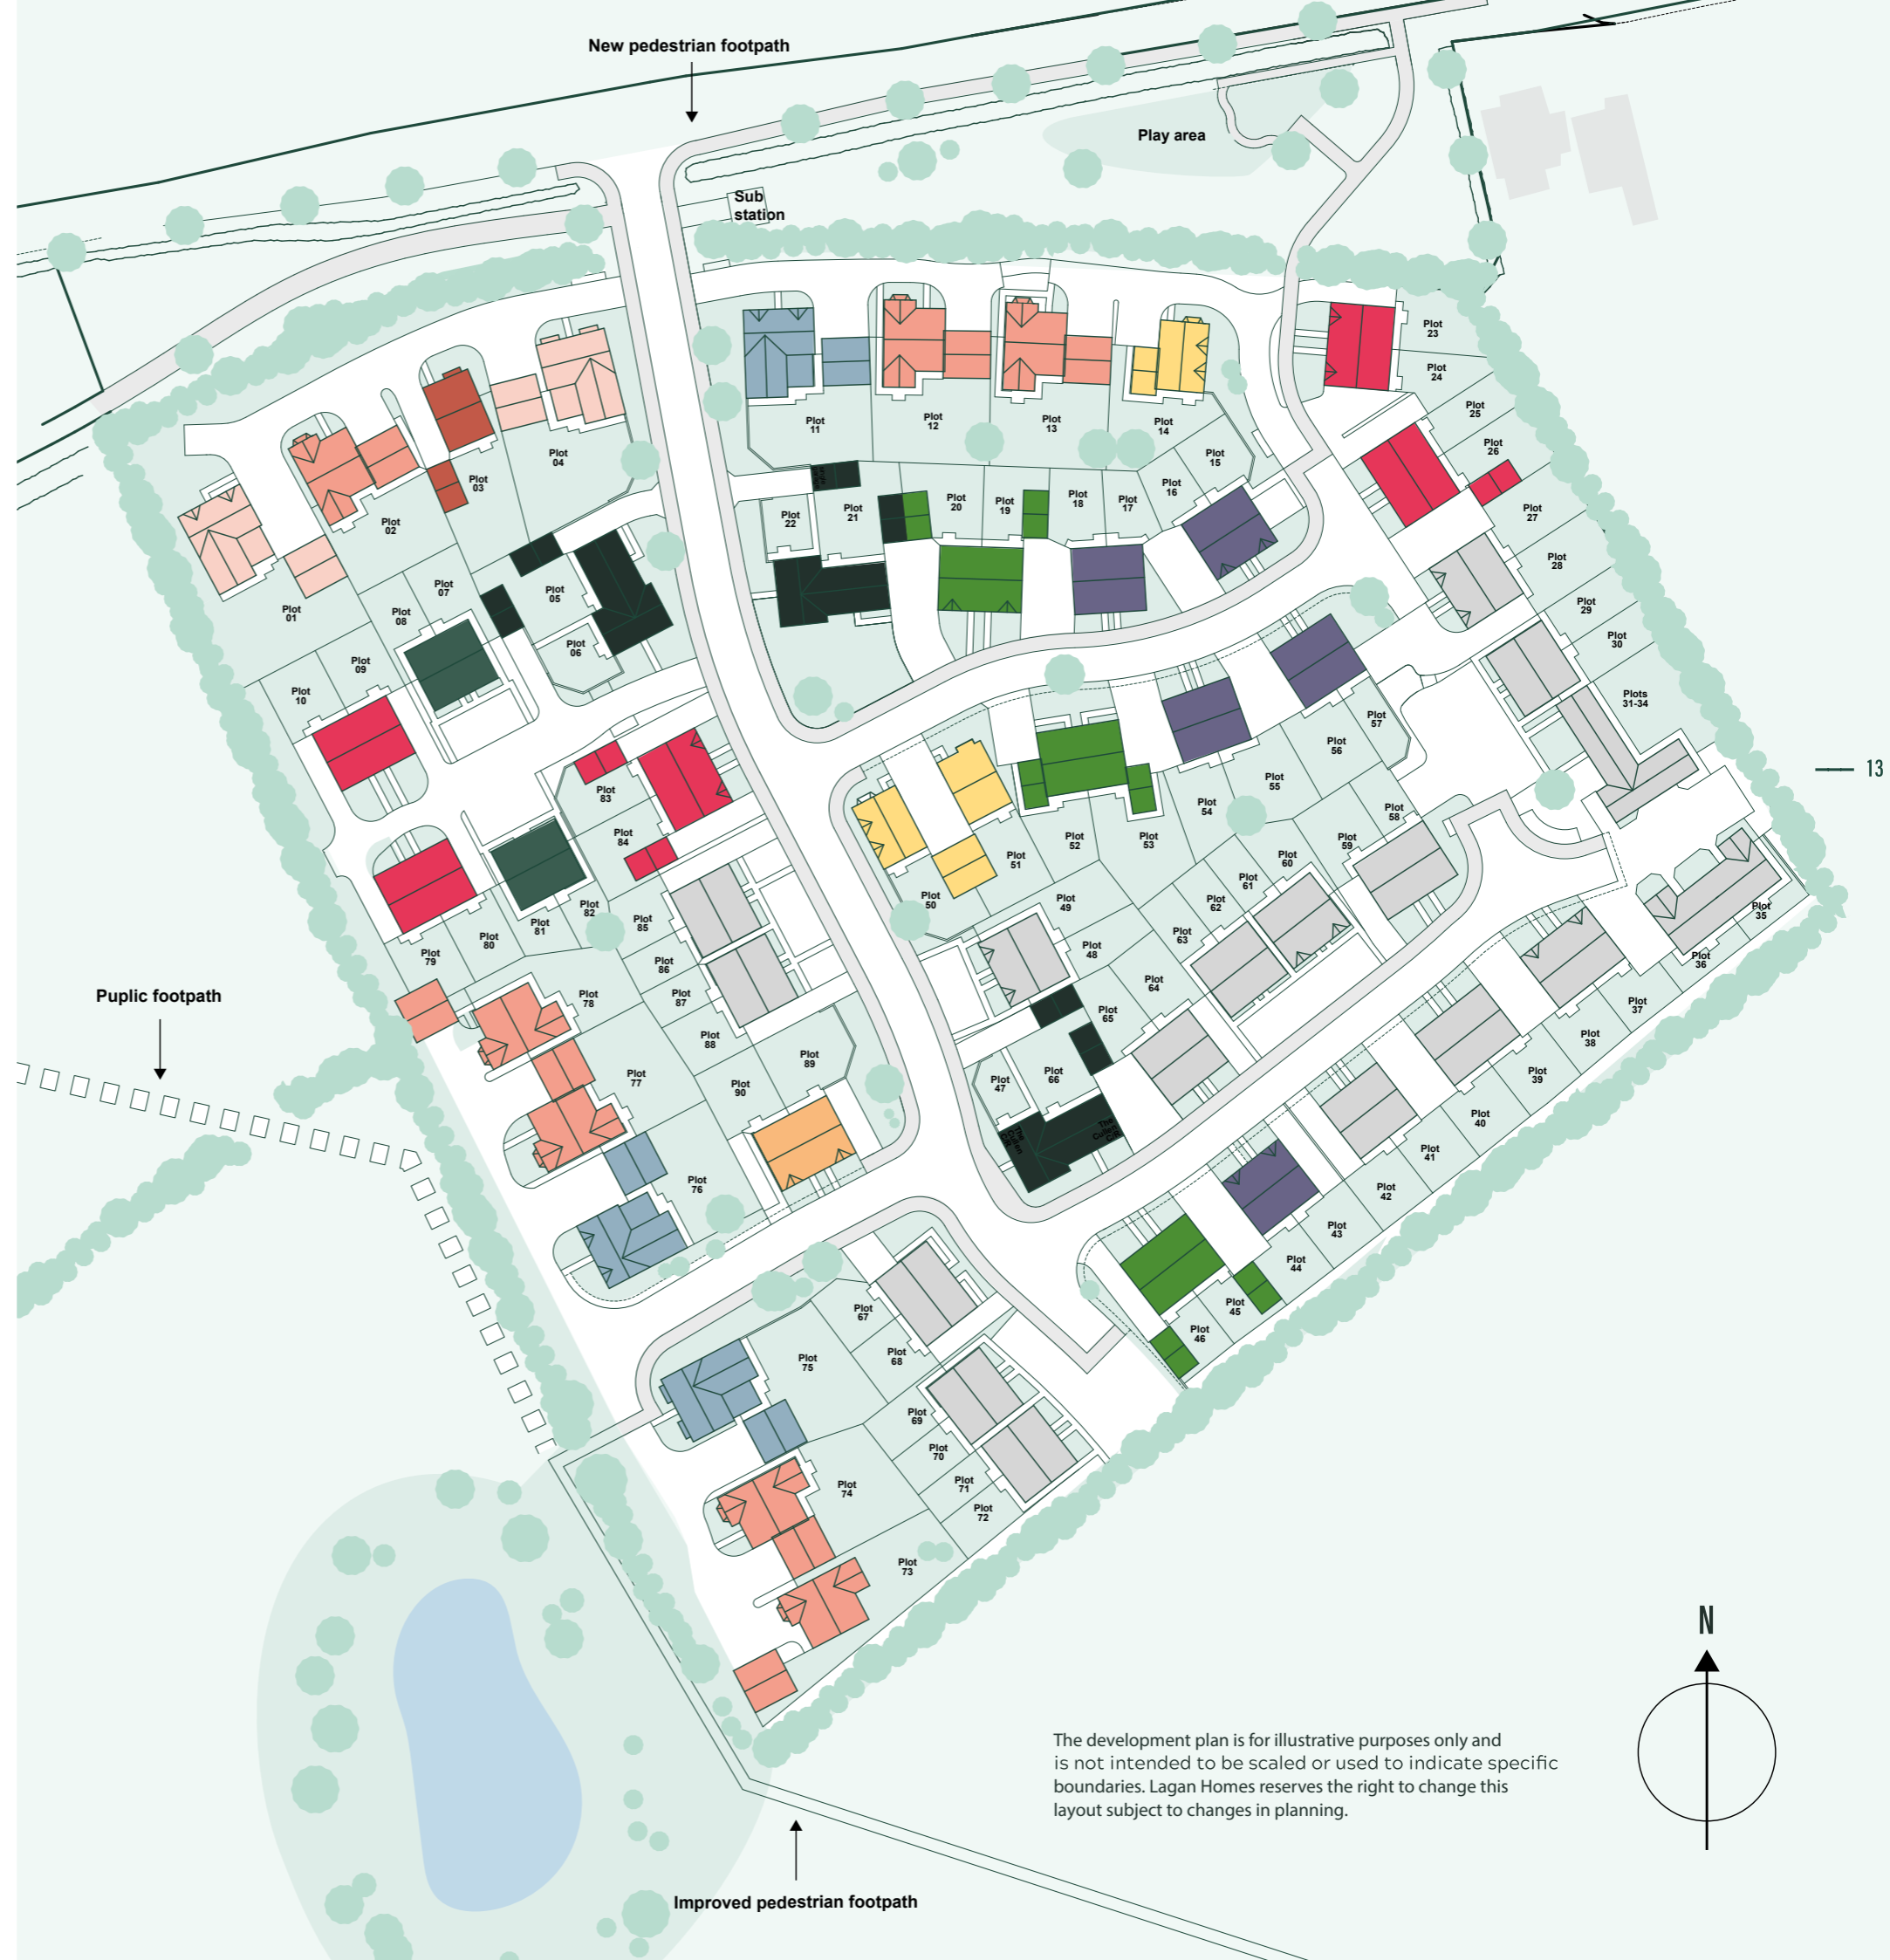 New pedestrian footpath
Play area
Sub
station
Plot
23
Plot
24
Plot
25
Plot
26
Plot
27
Plot
28
Plot
29
Plot
30
Plots
31-34
Plot
11
Plot
12
Plot
13
Plot
14
Plot
15
Plot
16
Plot
17
Plot
18
Plot
19
Plot
20
Plot
21
Plot
22
Plot
04
Plot
03
Plot
02
Plot
01
Plot
07
Plot
08
Plot
05
Plot
06
Plot
09
Plot
10
Plot
57
Plot
56
Plot
55
Plot
54
Plot
53
Plot
52
Plot
51
Plot
50
Plot
49
Plot
48
Plot
58
Plot
59
Plot
60
Plot
61
Plot
62
Plot
63
Plot
64
Plot
65
Plot
66
Plot
47
The
Cullen
C/R
The
Cullen
C/R
13
Plot
83
Plot
84
Plot
82
Plot
81
Plot
80
Plot
79
Plot
85
Plot
86
Plot
87
Plot
88
Plot
89
Plot
90
Plot
78
Plot
77
Plot
76
Plot
35
Plot
36
Plot
37
Plot
38
Plot
39
Plot
40
Plot
41
Plot
42
Plot
43
Plot
44
Plot
45
Plot
46
Puplic footpath
Plot
67
Plot
68
Plot
75
Plot
69
Plot
70
Plot
71
Plot
72
Plot
74
Plot
73
N
The development plan is for illustrative purposes only and
is not intended to be scaled or used to indicate specific
boundaries. Lagan Homes reserves the right to change this
layout subject to changes in planning.
Improved pedestrian footpath